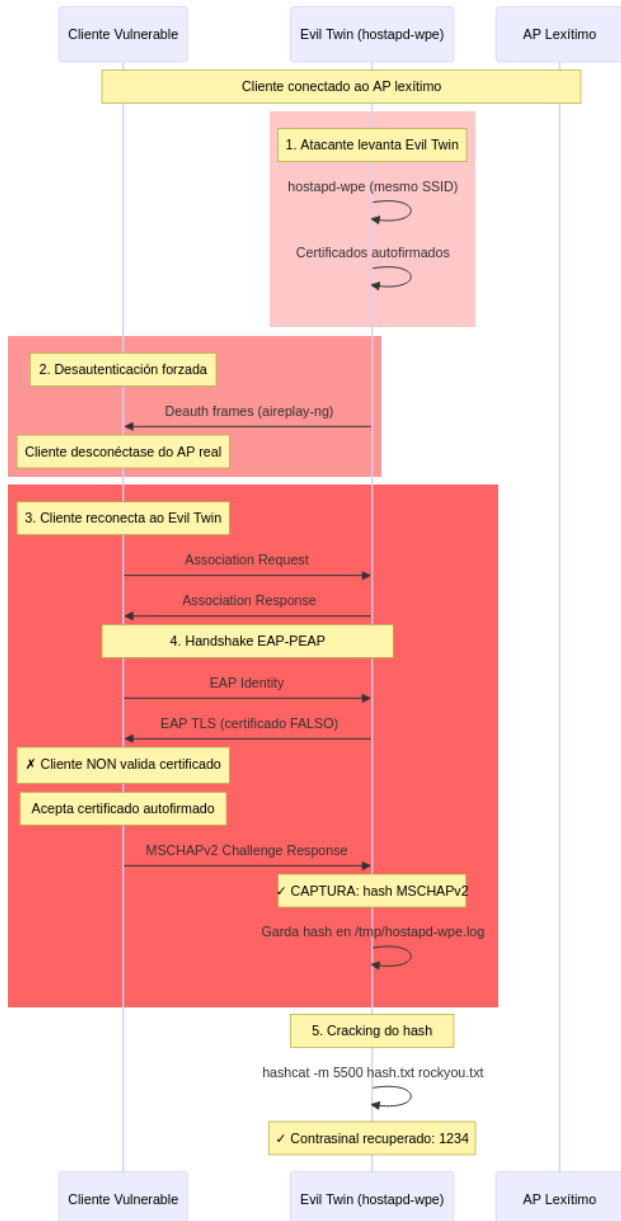 Cliente Vulnerable
Evil Twin (hostapd-wpe)
AP Lexítimo
Cliente conectado ao AP lexítimo
1. Atacante levanta Evil Twin
hostapd-wpe (mesmo SSID)
Certificados autofirmados
2. Desautenticación forzada
Deauth frames (aireplay-ng)
Cliente desconéctase do AP real
3. Cliente reconecta ao Evil Twin
Association Request
Association Response
4. Handshake EAP-PEAP
EAP Identity
EAP TLS (certificado FALSO)
✗ Cliente NON valida certificado
Acepta certificado autofirmado
MSCHAPv2 Challenge Response
✓ CAPTURA: hash MSCHAPv2
Garda hash en /tmp/hostapd-wpe.log
5. Cracking do hash
hashcat -m 5500 hash.txt rockyou.txt
✓ Contrasinal recuperado: 1234
Cliente Vulnerable
Evil Twin (hostapd-wpe)
AP Lexítimo